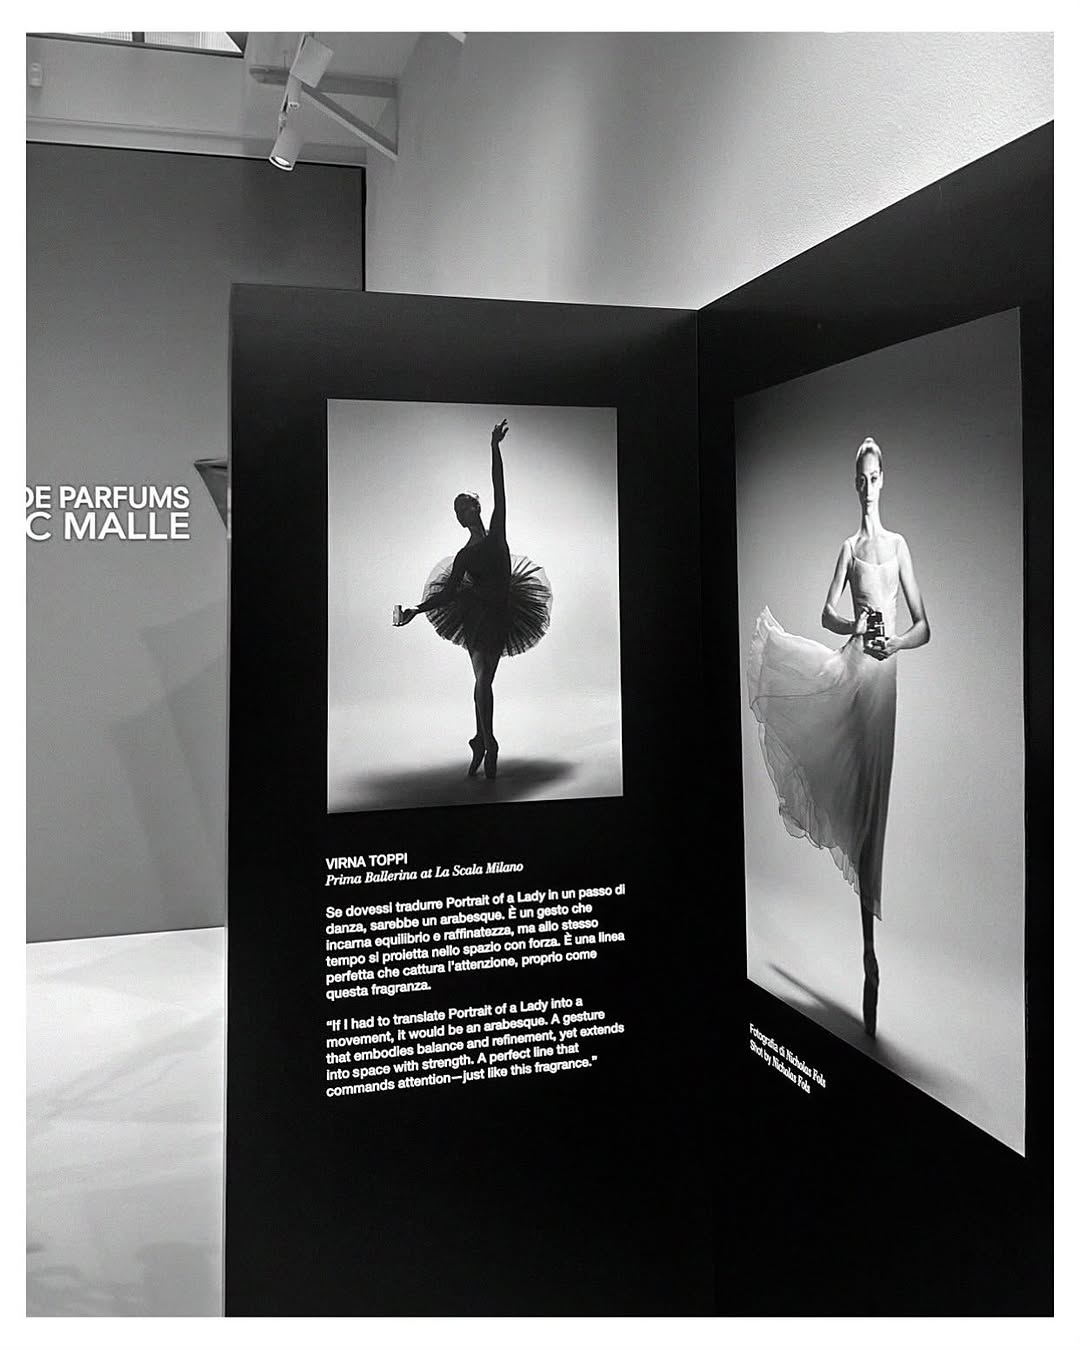 DE PARFUMS
C MALLE
VIRNA TOPPI
Prima Ballerina at La Scala Milano
Se dovessi tradurre Portrait of a Lady in un passo di
danza, sarebbe un arabesque. È un gesto che
incarna equilibrio e raffinatezza, ma allo stesso
tempo si proietta nello spazio con forza. È una linea
perfetta che cattura l'attenzione, proprio come
questa fragranza.
“If I had to translate Portrait of a Lady into a
movement, it would be an arabesque. A gesture
that embodies balance and refinement, yet extends
into space with strength. A perfect line that
commands attention—just like this fragrance.”
Fotografia di Nicholas Fols
Shot by Nicholas Fols